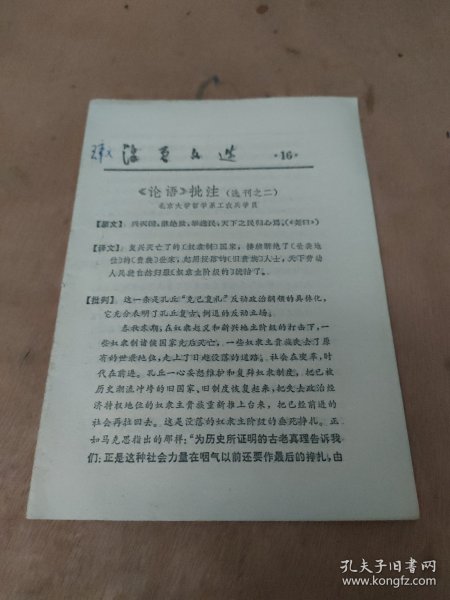 活页文选 ·16·
《论语》批注（选刊之二）
北京大学哲学系工农兵学员
【原文】：兴灭国，继绝世，举逸民，天下之民归心焉。（《尧曰》）
【译文】：复兴灭亡了的〔奴隶制〕国家，接续断绝了〔世袭地
位〕的〔贵族〕世家，起用没落的〔旧贵族〕人士，天下劳动
人民就会归服〔奴隶主阶级的〕统治了。
【批判】 这一条是孔丘“克己复礼”反动政治纲领的具体化，
它充分表明了孔丘复古、倒退的反动立场。
春秋末期，在奴隶起义和新兴地主阶级的打击下，一
些奴隶制诸侯国家先后灭亡，一些奴隶主贵族失去了原
有的世袭地位，走上了日趋没落的道路。社会在变革，时
代在前进。孔丘一心妄想维护和复辟奴隶制度，把已被
历史潮流冲垮的旧国家、旧制度恢复起来，把失去政治经
济特权地位的奴隶主贵族重新推上台来，把已经前进的
社会再拉回去。这是没落的奴隶主阶级的垂死挣扎。正
如马克思指出的那样：“为历史所证明的古老真理告诉我
们：正是这种社会力量在咽气以前还要作最后的挣扎，由
孔夫子旧书网
www.kongfz.com